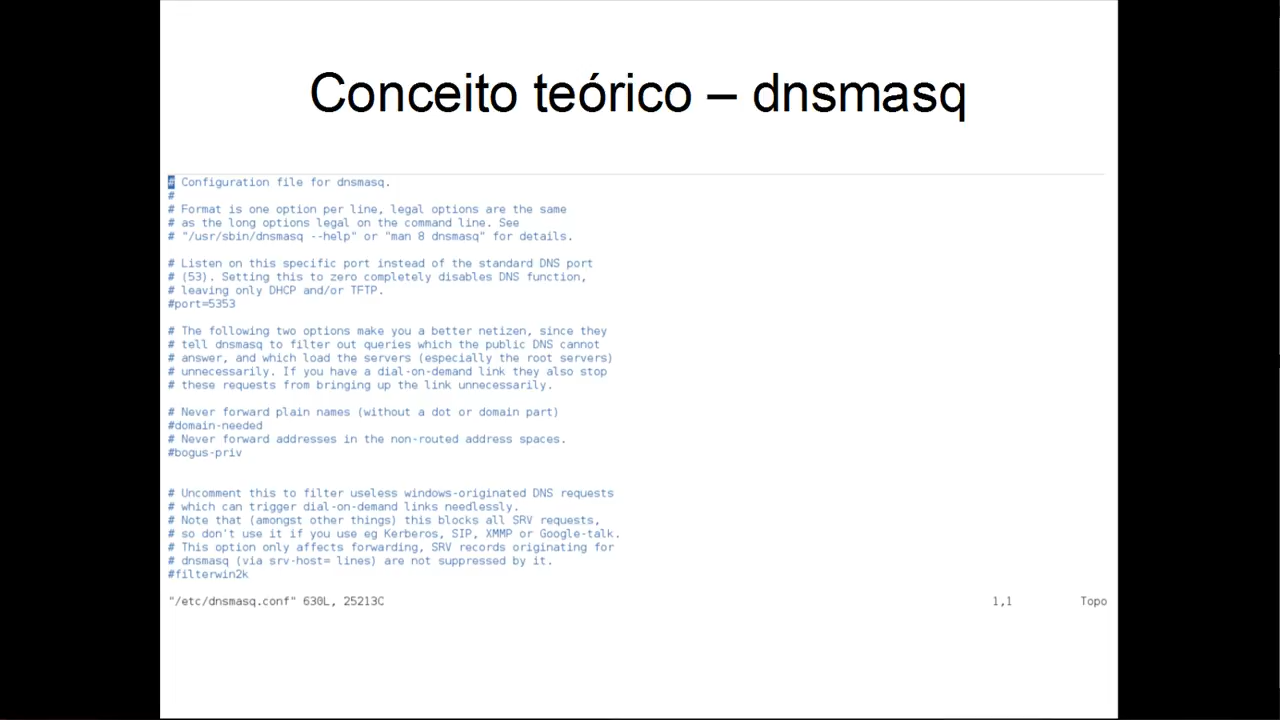 Conceito teórico – dnsmasq
# Configuration file for dnsmasq.
#
# Format is one option per line, legal options are the same
# as the long options legal on the command line. See
# "/usr/sbin/dnsmasq --help" or "man 8 dnsmasq" for details.
# Listen on this specific port instead of the standard DNS port
# (53). Setting this to zero completely disables DNS function,
# leaving only DHCP and/or TFTP.
#port=5353
# The following two options make you a better netizen, since they
# tell dnsmasq to filter out queries which the public DNS cannot
# answer, and which load the servers (especially the root servers)
# unnecessarily. If you have a dial-on-demand link they also stop
# these requests from bringing up the link unnecessarily.
# Never forward plain names (without a dot or domain part)
#domain-needed
# Never forward addresses in the non-routed address spaces.
#bogus-priv
# Uncomment this to filter useless windows-originated DNS requests
# which can trigger dial-on-demand links needlessly.
# Note that (amongst other things) this blocks all SRV requests,
# so don't use it if you use eg Kerberos, SIP, XMMP or Google-talk.
# This option only affects forwarding, SRV records originating for
# dnsmasq (via srv-host= lines) are not suppressed by it.
#filterwin2k
"/etc/dnsmasq.conf" 630L, 25213C 1,1 Topo